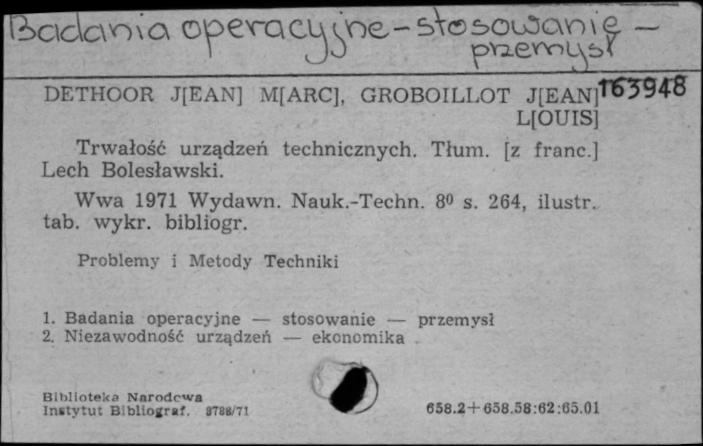 Badania operacyjne - stosowanie -
przemysł
DETHOOR J[EAN] M[ARC], GROBOILLOT J[EAN] 163948
L[OUIS]
Trwałość urządzeń technicznych. Tłum. [z franc.]
Lech Bolesławski.
Wwa 1971 Wydawn. Nauk.-Techn. 8⁰ s. 264, ilustr.
tab. wykr. bibliogr.
Problemy i Metody Techniki
1. Badania operacyjne — stosowanie — przemysł
2. Niezawodność urządzeń — ekonomika
Biblioteka Narodowa
Instytut Bibliograf. 8788/71 658.2+658.58:62:65.01